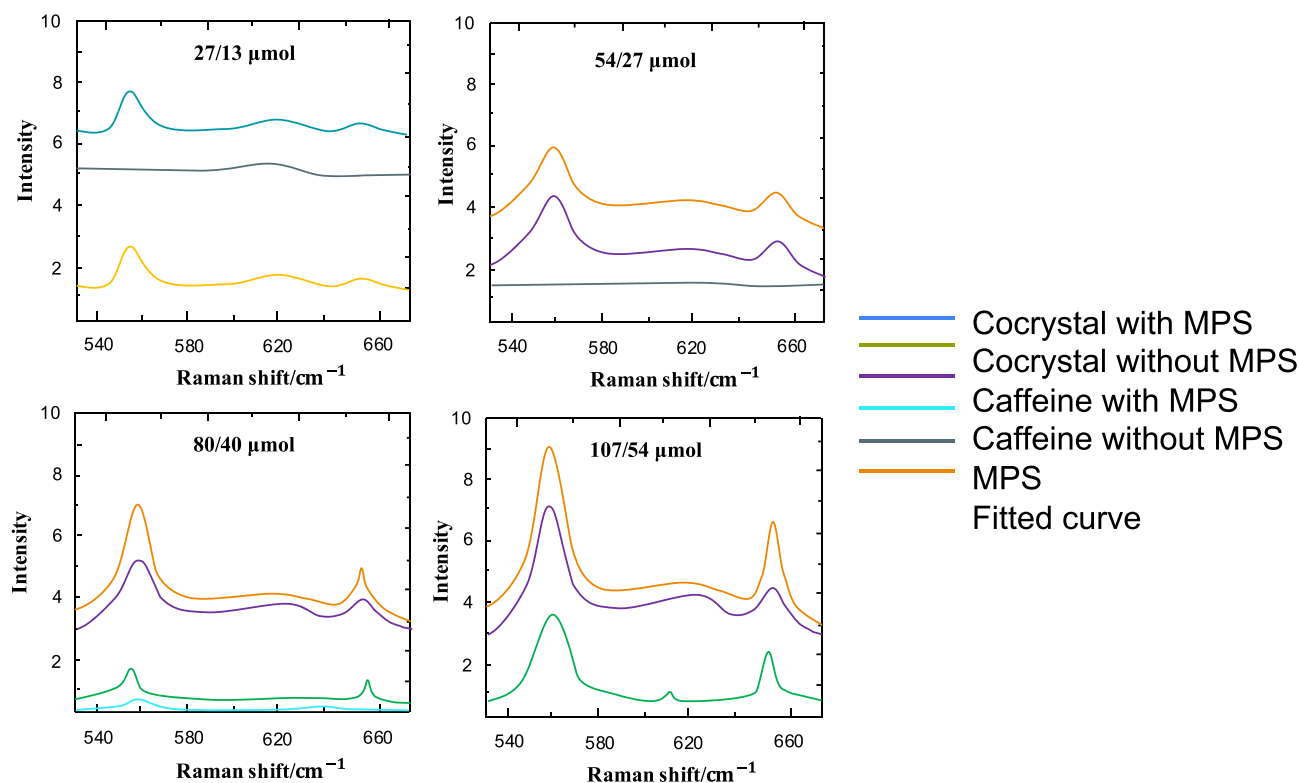 10
8
6
4
2
27/13 μmol
Intensity
540
580
620
660
Raman shift/cm⁻¹
10
8
6
4
2
54/27 μmol
Intensity
540
580
620
660
Raman shift/cm⁻¹
10
8
6
4
2
80/40 μmol
Intensity
540
580
620
660
Raman shift/cm⁻¹
10
8
6
4
2
107/54 μmol
Intensity
540
580
620
660
Raman shift/cm⁻¹
Cocrystal with MPS
Cocrystal without MPS
Caffeine with MPS
Caffeine without MPS
MPS
Fitted curve